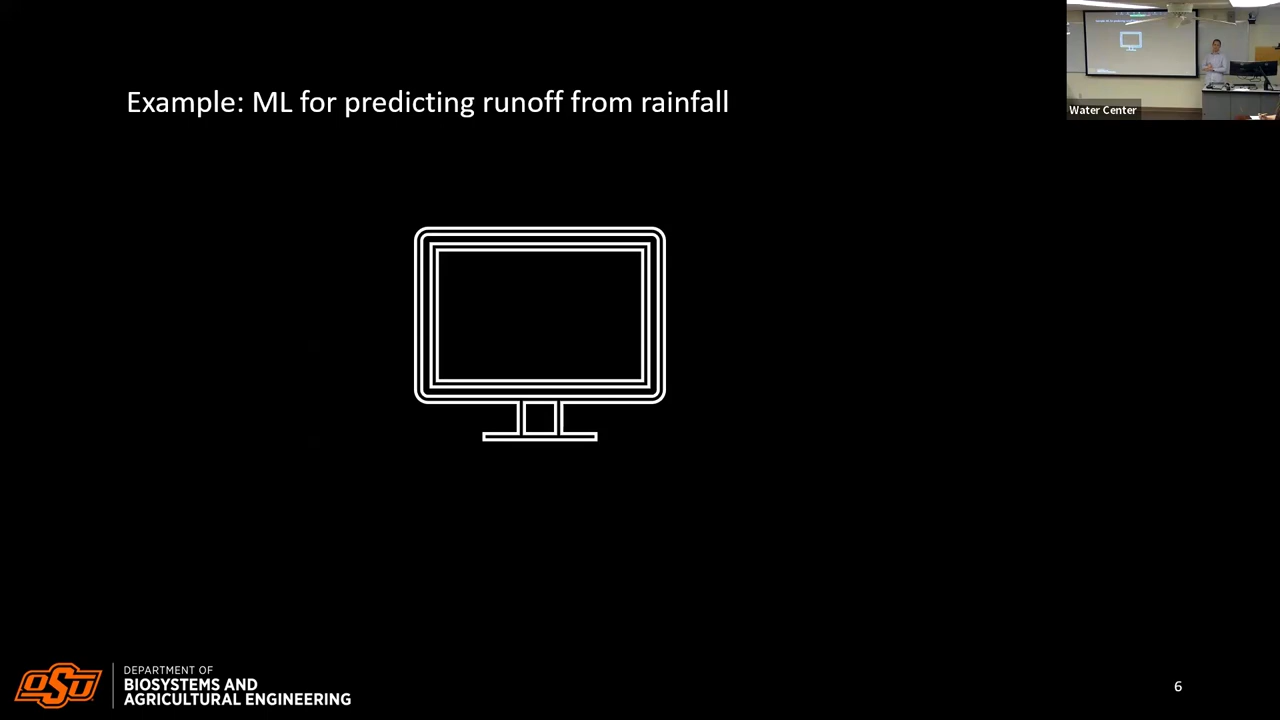 Example: ML for predicting runoff from rainfall
Water Center
OSU
DEPARTMENT OF
BIOSYSTEMS AND
AGRICULTURAL ENGINEERING
6